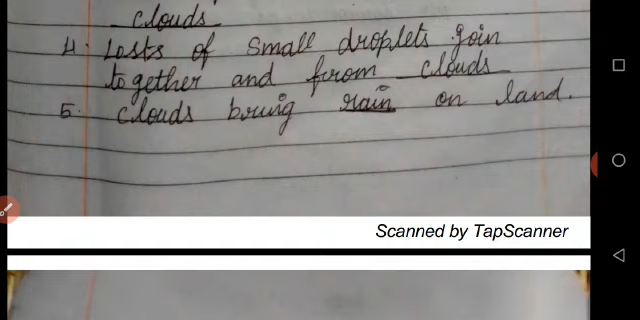 clouds
4. Losts of small droplets goin
together and from clouds
5. clouds bring rain on land.
Scanned by TapScanner